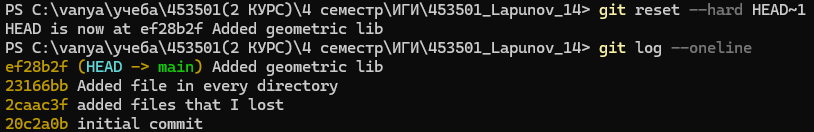 PS C:\vanya\учеба\453501(2 КУРС)\4 семестр\ИГИ\453501_Lapunov_14> git reset --hard HEAD~1
HEAD is now at ef28b2f Added geometric lib
PS C:\vanya\учеба\453501(2 КУРС)\4 семестр\ИГИ\453501_Lapunov_14> git log --oneline
ef28b2f (HEAD -> main) Added geometric lib
23166bb Added file in every directory
2caac3f added files that I lost
20c2a0b initial commit